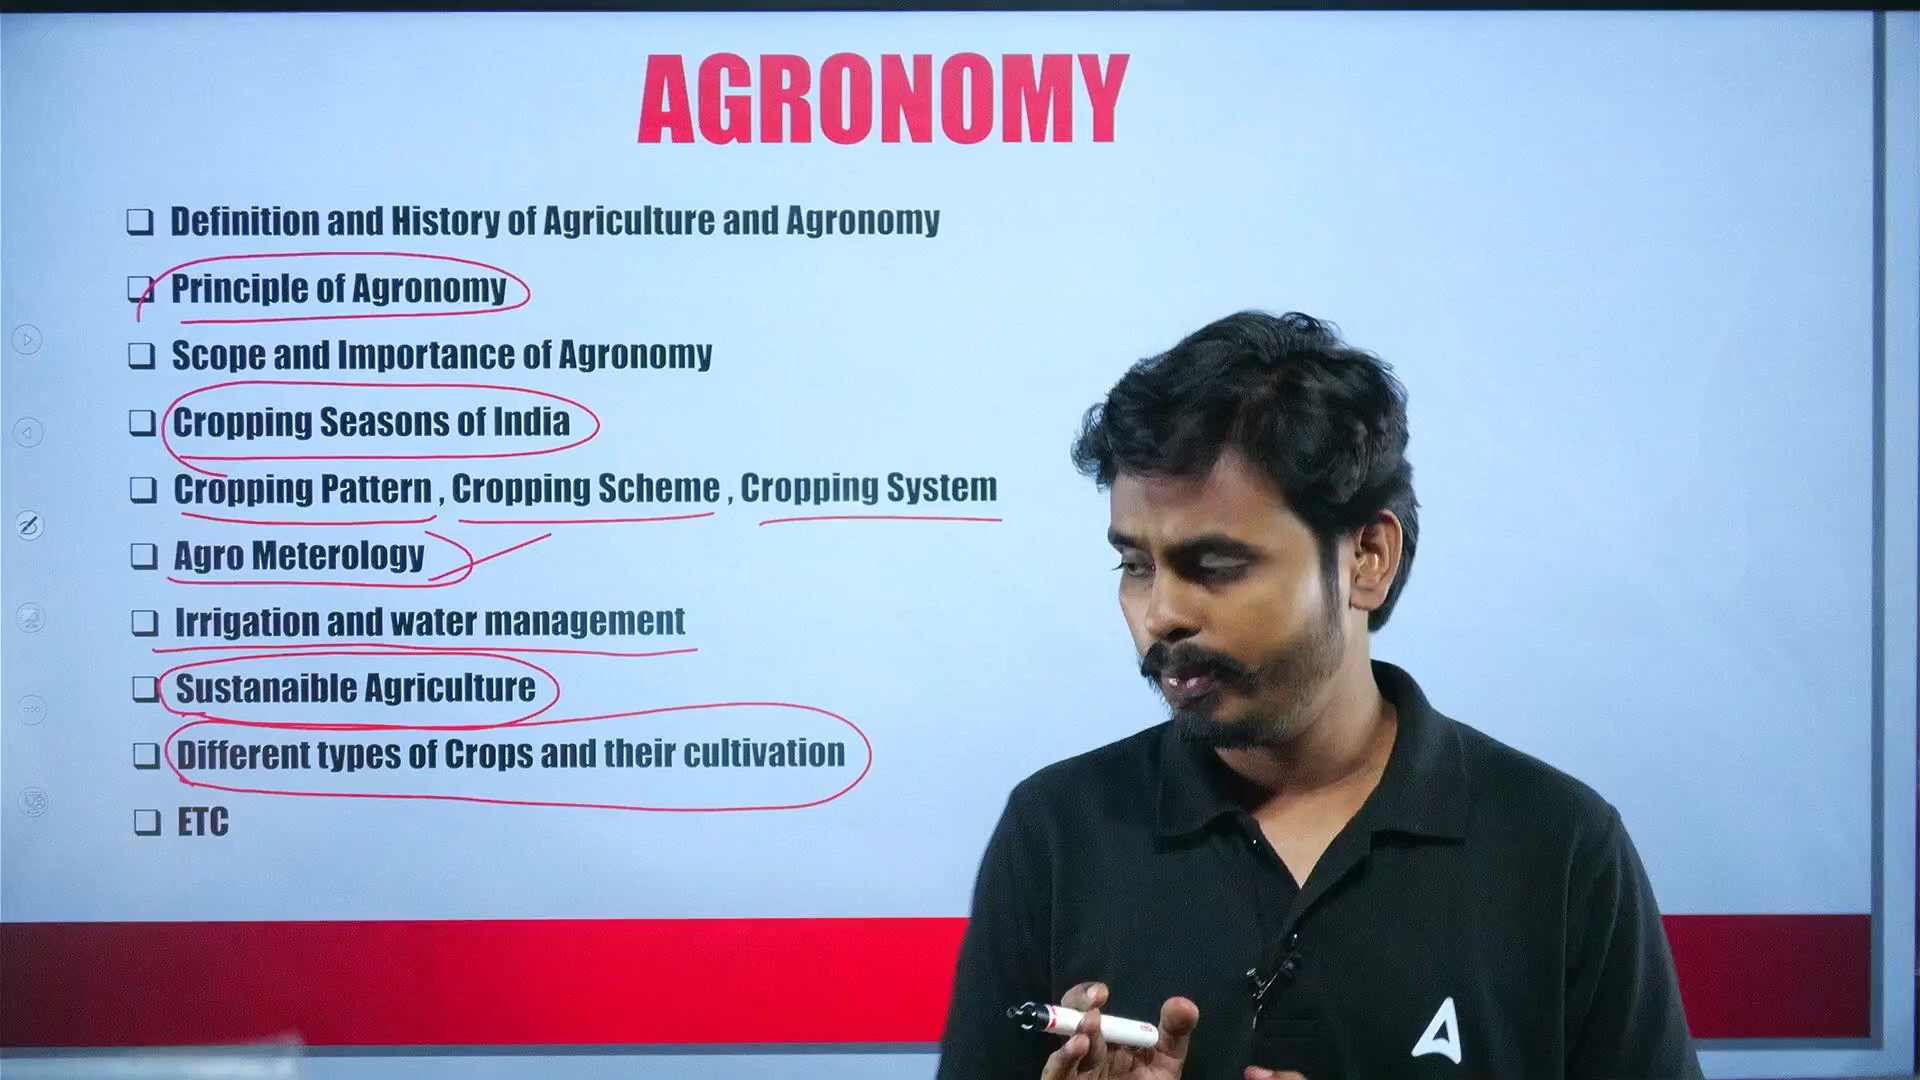 AGRONOMY
Definition and History of Agriculture and Agronomy
Principle of Agronomy
Scope and Importance of Agronomy
Cropping Seasons of India
Cropping Pattern , Cropping Scheme , Cropping System
Agro Meterology
Irrigation and water management
Sustanaible Agriculture
Different types of Crops and their cultivation
ETC